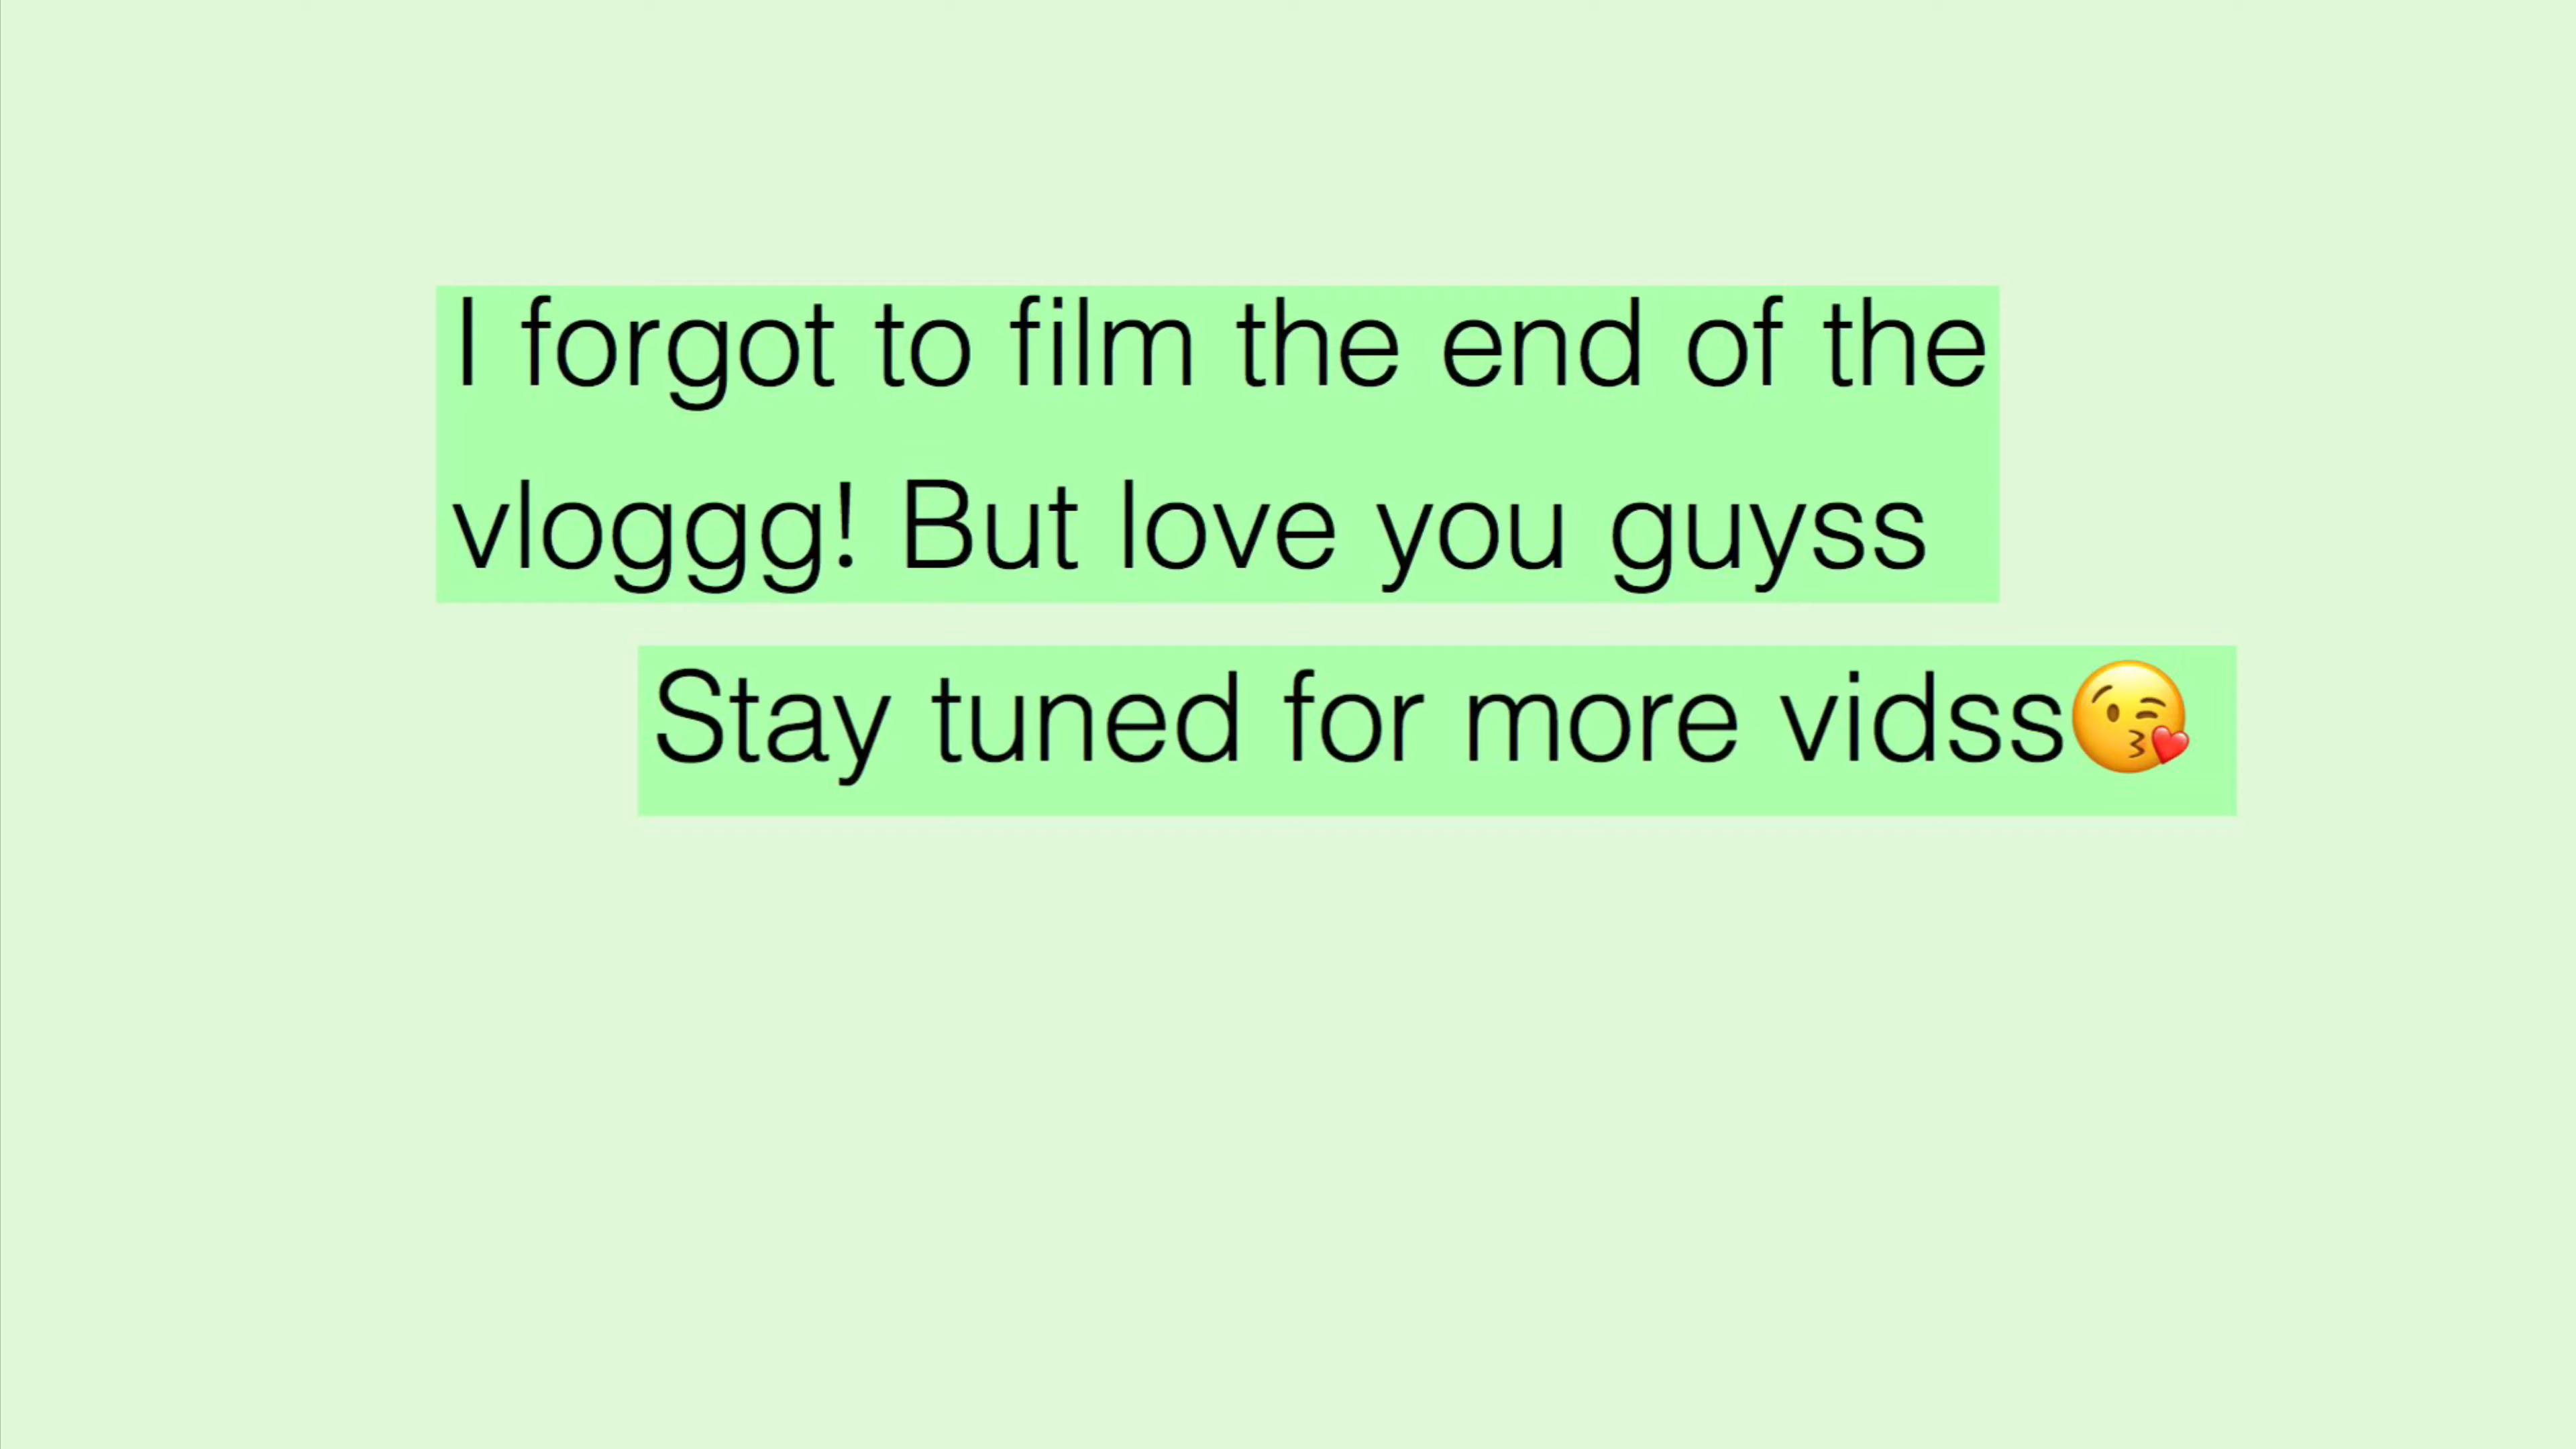 I forgot to film the end of the
vloggg! But love you guyss
Stay tuned for more vidss😘